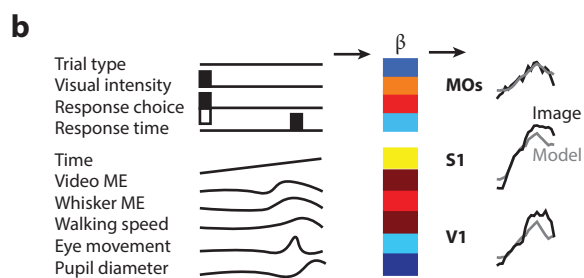 b
β
Trial type
Visual intensity
Response choice
Response time
Time
Video ME
Whisker ME
Walking speed
Eye movement
Pupil diameter
MOs
Image
Model
S1
V1